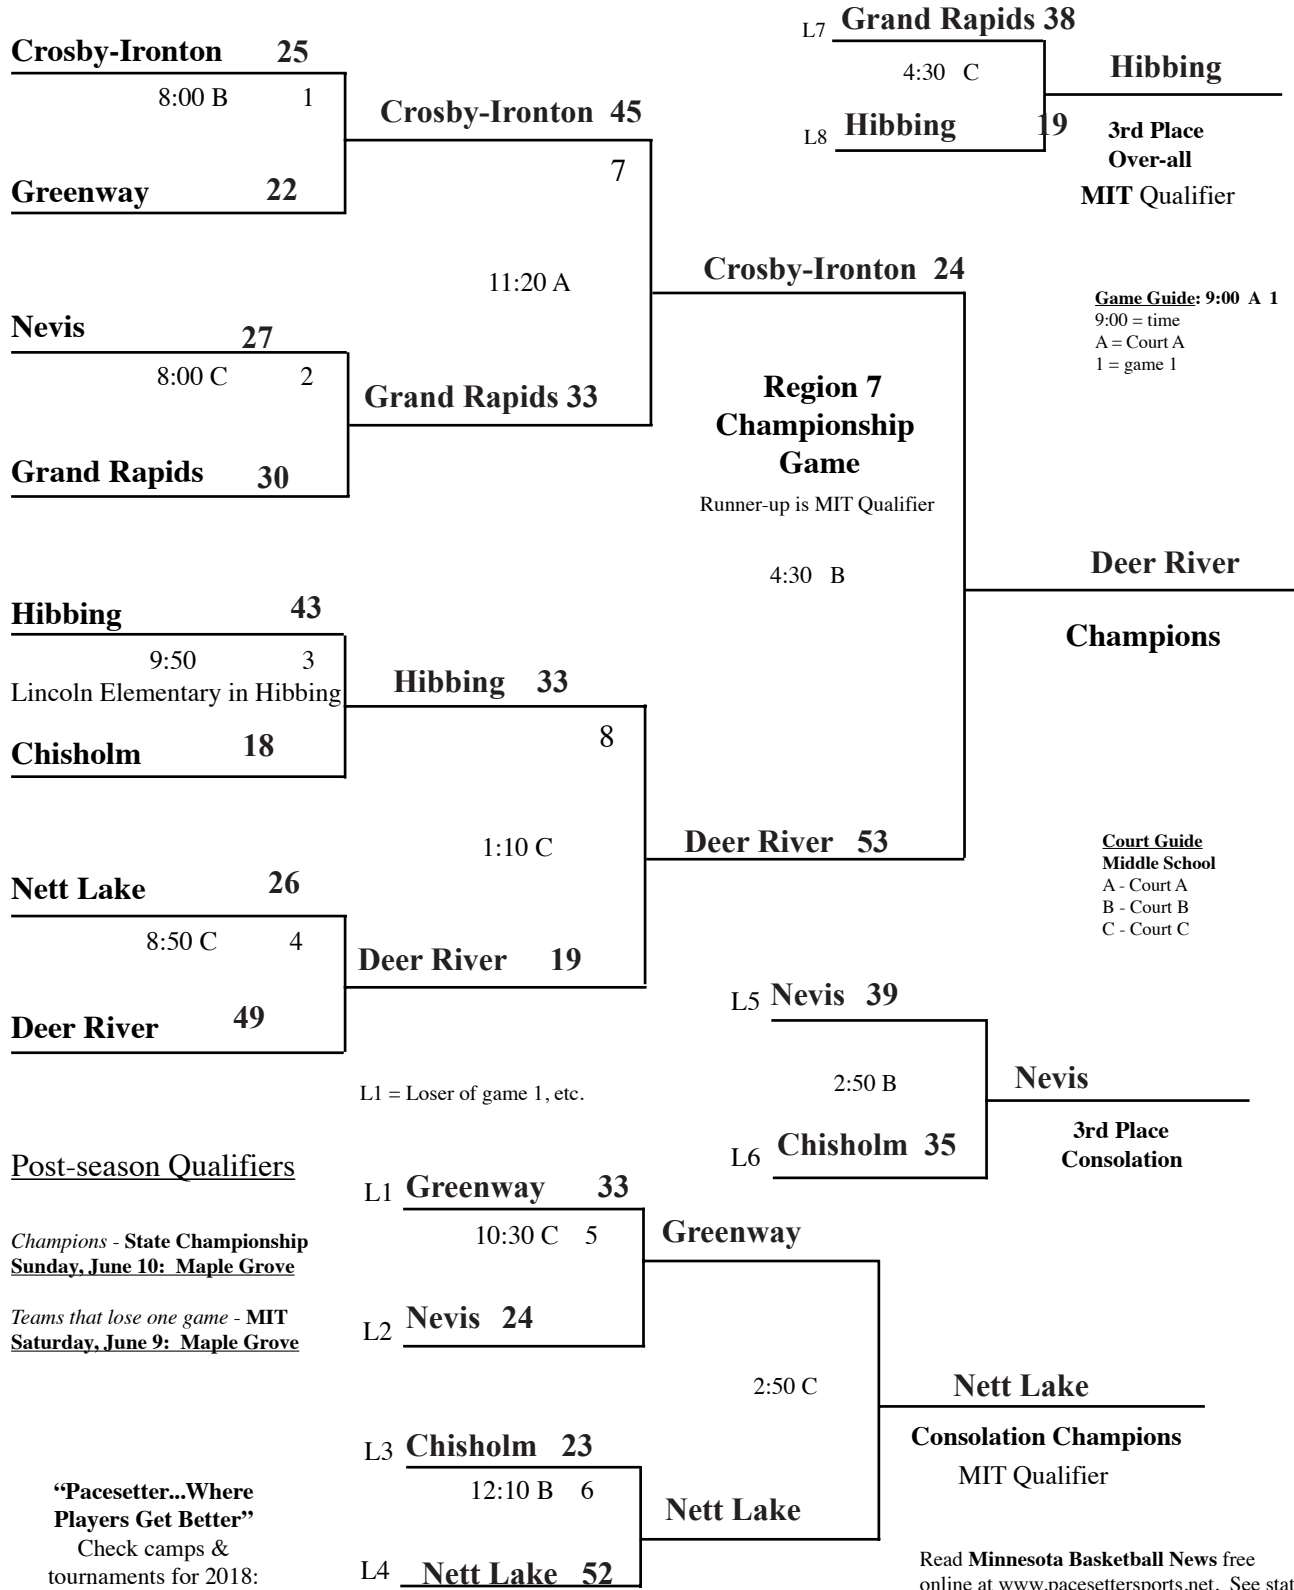 L7 Grand Rapids 38
4:30 C
L8 Hibbing 19
Hibbing
3rd Place
Over-all
MIT Qualifier
Crosby-Ironton 25
8:00 B 1
Greenway 22
Crosby-Ironton 45
7
11:20 A
Nevis 27
8:00 C 2
Grand Rapids 30
Grand Rapids 33
Crosby-Ironton 24
Game Guide: 9:00 A 1
9:00 = time
A = Court A
1 = game 1
Region 7
Championship
Game
Runner-up is MIT Qualifier
4:30 B
Deer River
Champions
Hibbing 43
9:50 3
Lincoln Elementary in Hibbing
Chisholm 18
Hibbing 33
8
1:10 C
Deer River 53
Nett Lake 26
8:50 C 4
Deer River 49
Deer River 19
Court Guide
Middle School
A - Court A
B - Court B
C - Court C
L1 = Loser of game 1, etc.
L5 Nevis 39
2:50 B
L6 Chisholm 35
Nevis
3rd Place
Consolation
Post-season Qualifiers
Champions - State Championship
Sunday, June 10: Maple Grove
Teams that lose one game - MIT
Saturday, June 9: Maple Grove
L1 Greenway 33
10:30 C 5
L2 Nevis 24
Greenway
2:50 C
L3 Chisholm 23
12:10 B 6
L4 Nett Lake 52
Nett Lake
Nett Lake
Consolation Champions
MIT Qualifier
“Pacesetter...Where
Players Get Better”
Check camps &
tournaments for 2018:
Read Minnesota Basketball News free
online at www.pacesettersports.net. See stat